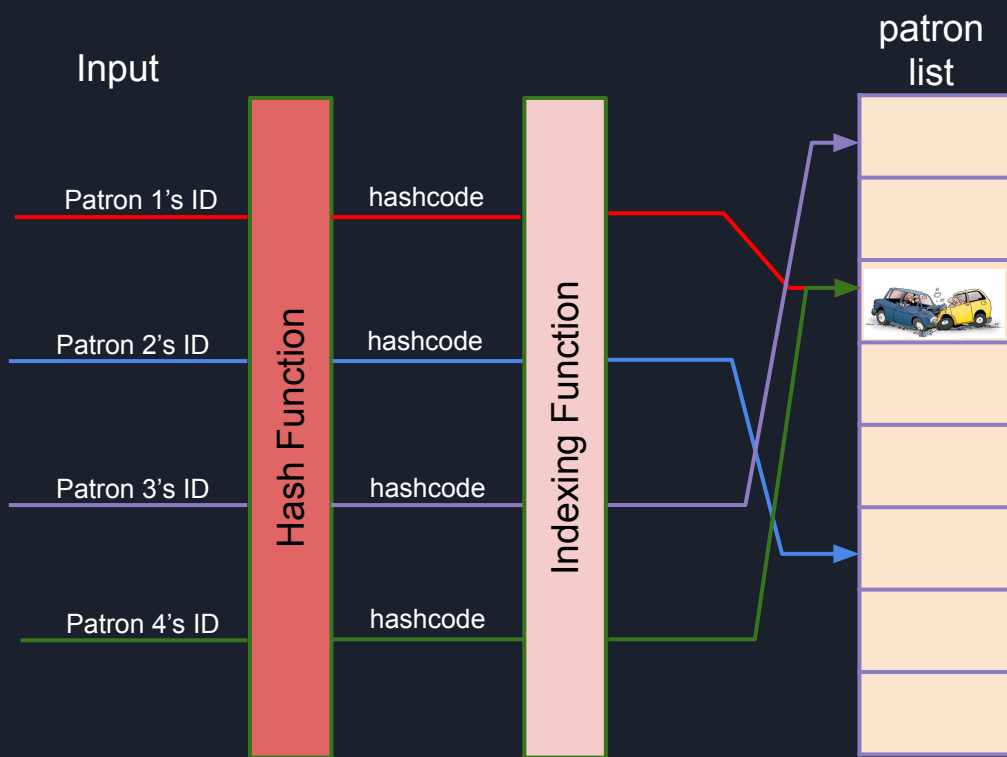 Input
patron
list
Patron 1’s ID
hashcode
Patron 2’s ID
hashcode
Patron 3’s ID
hashcode
Patron 4’s ID
hashcode
Hash Function
Indexing Function